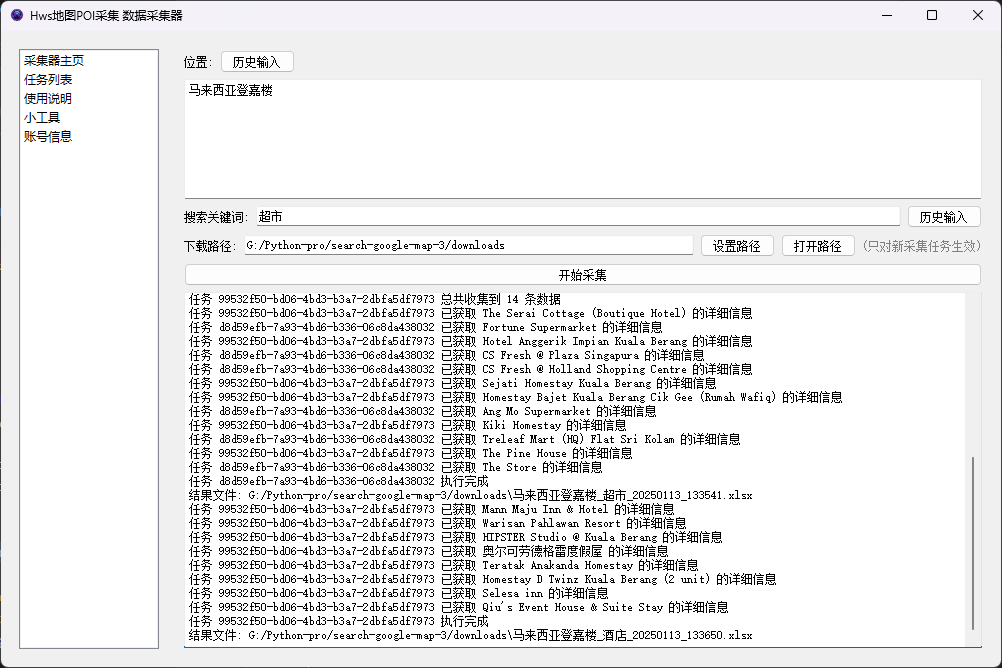 Hws地图POI采集 数据采集器
采集器主页
任务列表
使用说明
小工具
账号信息
位置: 历史输入
马来西亚登嘉楼
搜索关键词: 超市 历史输入
下载路径: G:/Python-pro/search-google-map-3/downloads 设置路径 打开路径 (只对新采集任务生效)
开始采集
任务 99532f50-bd06-4bd3-b3a7-2dbfa5df7973 总共收集到 14 条数据
任务 99532f50-bd06-4bd3-b3a7-2dbfa5df7973 已获取 The Serai Cottage (Boutique Hotel) 的详细信息
任务 d8d59efb-7a93-4bd6-b336-06c8da438032 已获取 Fortune Supermarket 的详细信息
任务 99532f50-bd06-4bd3-b3a7-2dbfa5df7973 已获取 Hotel Anggerik Impian Kuala Berang 的详细信息
任务 d8d59efb-7a93-4bd6-b336-06c8da438032 已获取 CS Fresh @ Plaza Singapura 的详细信息
任务 d8d59efb-7a93-4bd6-b336-06c8da438032 已获取 CS Fresh @ Holland Shopping Centre 的详细信息
任务 99532f50-bd06-4bd3-b3a7-2dbfa5df7973 已获取 Sejati Homestay Kuala Berang 的详细信息
任务 99532f50-bd06-4bd3-b3a7-2dbfa5df7973 已获取 Homestay Bajet Kuala Berang Cik Gee (Rumah Wafiq) 的详细信息
任务 d8d59efb-7a93-4bd6-b336-06c8da438032 已获取 Ang Mo Supermarket 的详细信息
任务 99532f50-bd06-4bd3-b3a7-2dbfa5df7973 已获取 Kiki Homestay 的详细信息
任务 d8d59efb-7a93-4bd6-b336-06c8da438032 已获取 Treleaf Mart (HQ) Flat Sri Kolam 的详细信息
任务 99532f50-bd06-4bd3-b3a7-2dbfa5df7973 已获取 The Pine House 的详细信息
任务 d8d59efb-7a93-4bd6-b336-06c8da438032 已获取 The Store 的详细信息
任务 d8d59efb-7a93-4bd6-b336-06c8da438032 执行完成
结果文件: G:/Python-pro/search-google-map-3/downloads\马来西亚登嘉楼_超市_20250113_133541.xlsx
任务 99532f50-bd06-4bd3-b3a7-2dbfa5df7973 已获取 Mann Maju Inn & Hotel 的详细信息
任务 99532f50-bd06-4bd3-b3a7-2dbfa5df7973 已获取 Warisan Pahlawan Resort 的详细信息
任务 99532f50-bd06-4bd3-b3a7-2dbfa5df7973 已获取 HIPSTER Studio @ Kuala Berang 的详细信息
任务 99532f50-bd06-4bd3-b3a7-2dbfa5df7973 已获取 奥尔可劳德格雷度假屋 的详细信息
任务 99532f50-bd06-4bd3-b3a7-2dbfa5df7973 已获取 Teratak Anakanda Homestay 的详细信息
任务 99532f50-bd06-4bd3-b3a7-2dbfa5df7973 已获取 Homestay D Twinz Kuala Berang (2 unit) 的详细信息
任务 99532f50-bd06-4bd3-b3a7-2dbfa5df7973 已获取 Selesa inn 的详细信息
任务 99532f50-bd06-4bd3-b3a7-2dbfa5df7973 已获取 Qiu's Event House & Suite Stay 的详细信息
任务 99532f50-bd06-4bd3-b3a7-2dbfa5df7973 执行完成
结果文件: G:/Python-pro/search-google-map-3/downloads\马来西亚登嘉楼_酒店_20250113_133650.xlsx